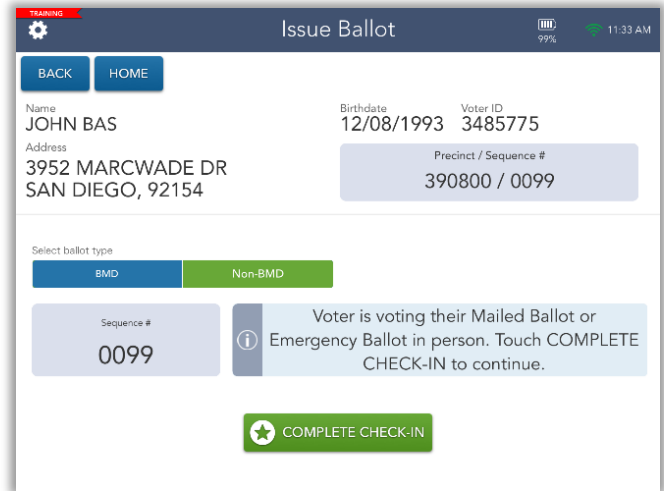 TRAINING
Issue Ballot
99%
11:33 AM
BACK
HOME
Name
JOHN BAS
Birthdate
12/08/1993
Voter ID
3485775
Address
3952 MARCWADE DR
SAN DIEGO, 92154
Precinct / Sequence #
390800 / 0099
Select ballot type
BMD
Non-BMD
Sequence #
0099
Voter is voting their Mailed Ballot or
Emergency Ballot in person. Touch COMPLETE
CHECK-IN to continue.
COMPLETE CHECK-IN